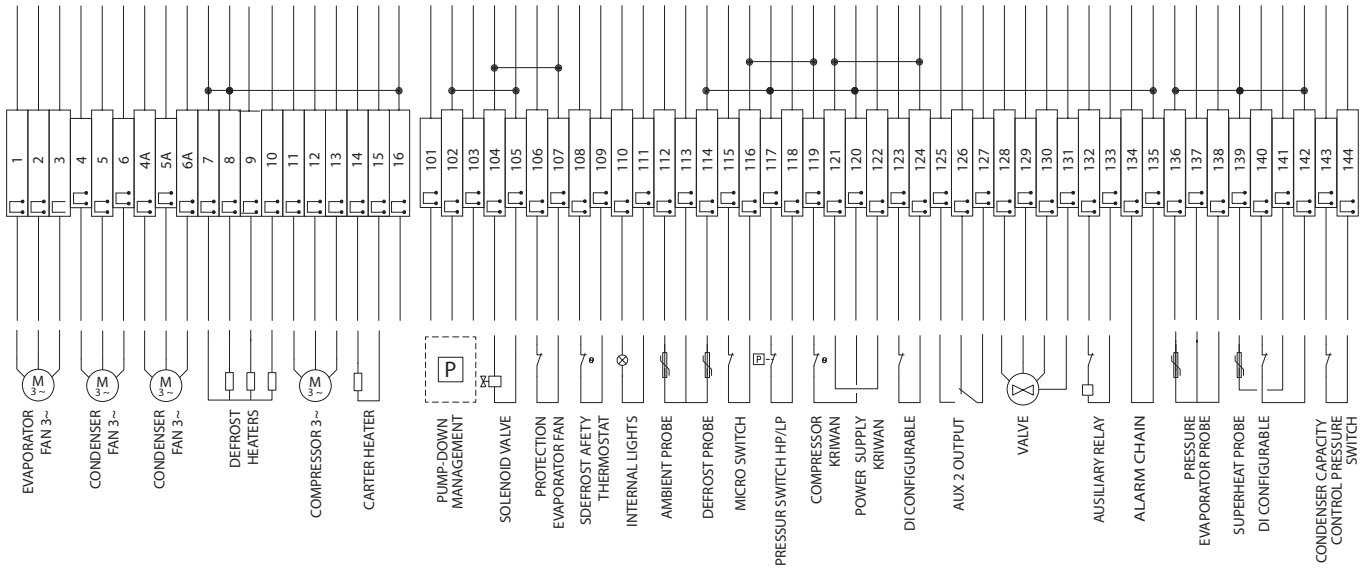 1
2
3
4
5
6
4A
5A
6A
7
8
9
10
11
12
13
14
15
16
101
102
103
104
105
106
107
108
109
110
111
112
113
114
115
116
117
118
119
121
120
122
123
124
125
126
127
128
129
130
131
132
133
134
135
136
137
138
139
140
141
142
143
144
M
3~
M
3~
M
3~
M
3~
P
θ
P
θ
EVAPORATOR
FAN 3~
CONDENSER
FAN 3~
CONDENSER
FAN 3~
DEFROST
HEATERS
COMPRESSOR 3~
CARTER HEATER
PUMP-DOWN
MANAGEMENT
SOLENOID VALVE
PROTECTION
EVAPORATOR FAN
SDEFROST AFETY
THERMOSTAT
INTERNAL LIGHTS
AMBIENT PROBE
DEFROST PROBE
MICRO SWITCH
PRESSUR SWITCH HP/LP
COMPRESSOR
KRIWAN
POWER SUPPLY
KRIWAN
DI CONFIGURABLE
AUX 2 OUTPUT
VALVE
AUSILIARY RELAY
ALARM CHAIN
PRESSURE
EVAPORATOR PROBE
SUPERHEAT PROBE
DI CONFIGURABLE
CONDENSER CAPACITY
CONTROL PRESSURE
SWITCH